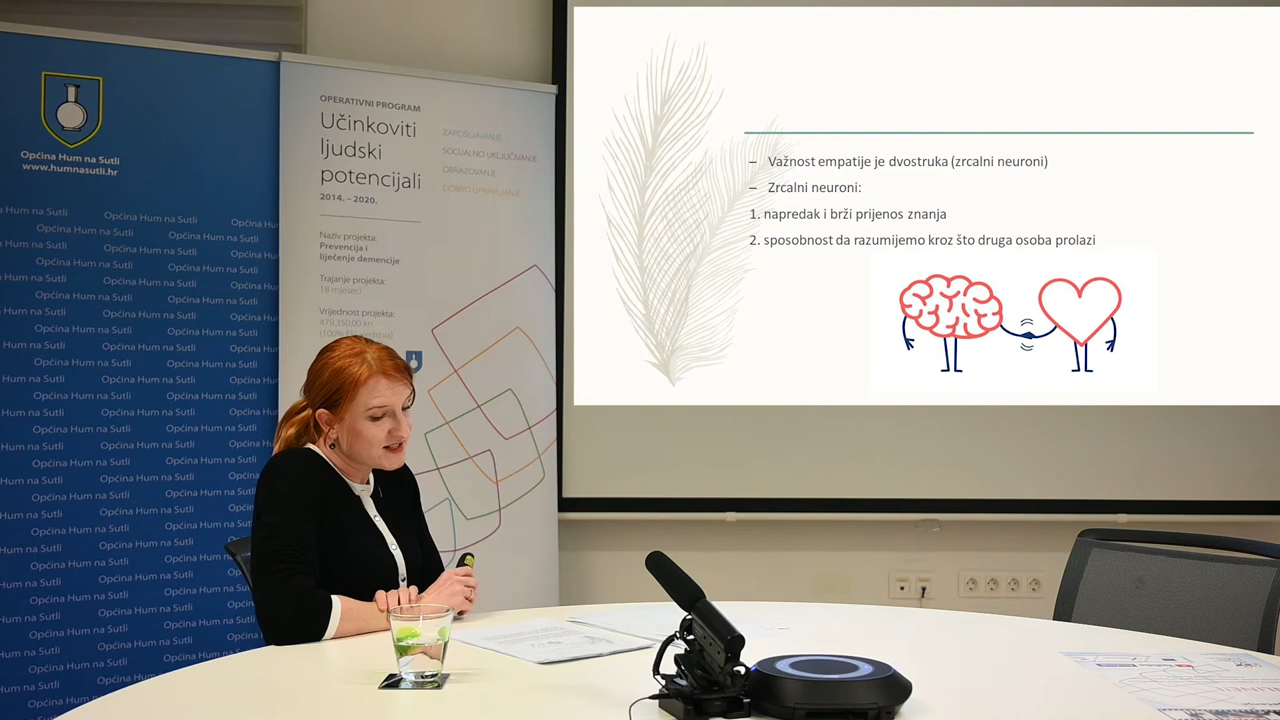 Općina Hum na Sutli
www.humnasutli.hr
OPERATIVNI PROGRAM
Učinkoviti
ljudski
potencijali
2014. – 2020.
ZAPOŠLJAVANJE
SOCIJALNO UKLJUČIVANJE
OBRAZOVANJE
DOBRO UPRAVLJANJE
Naziv projekta:
Prevencija i
liječenje demencije
Trajanje projekta:
18 mjeseci
Vrijednost projekta:
479.350,00 kn
– Važnost empatije je dvostruka (zrcalni neuroni)
– Zrcalni neuroni:
1. napredak i brži prijenos znanja
2. sposobnost da razumijemo kroz što druga osoba prolazi